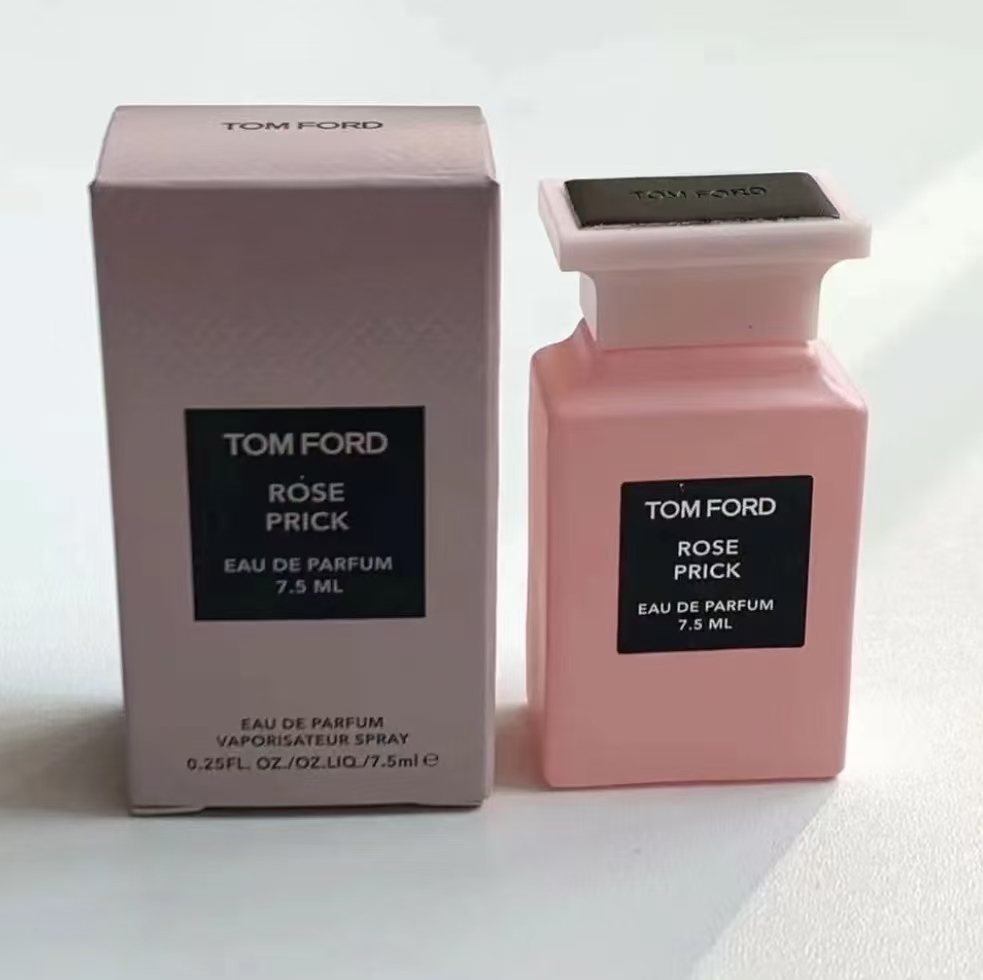 TOM FORD
TOM FORD
ROSE
PRICK
EAU DE PARFUM
7.5 ML
EAU DE PARFUM
VAPORISATEUR SPRAY
0.25FL. OZ./OZ.LIQ./7.5ml ℮
TOM FORD
TOM FORD
ROSE
PRICK
EAU DE PARFUM
7.5 ML